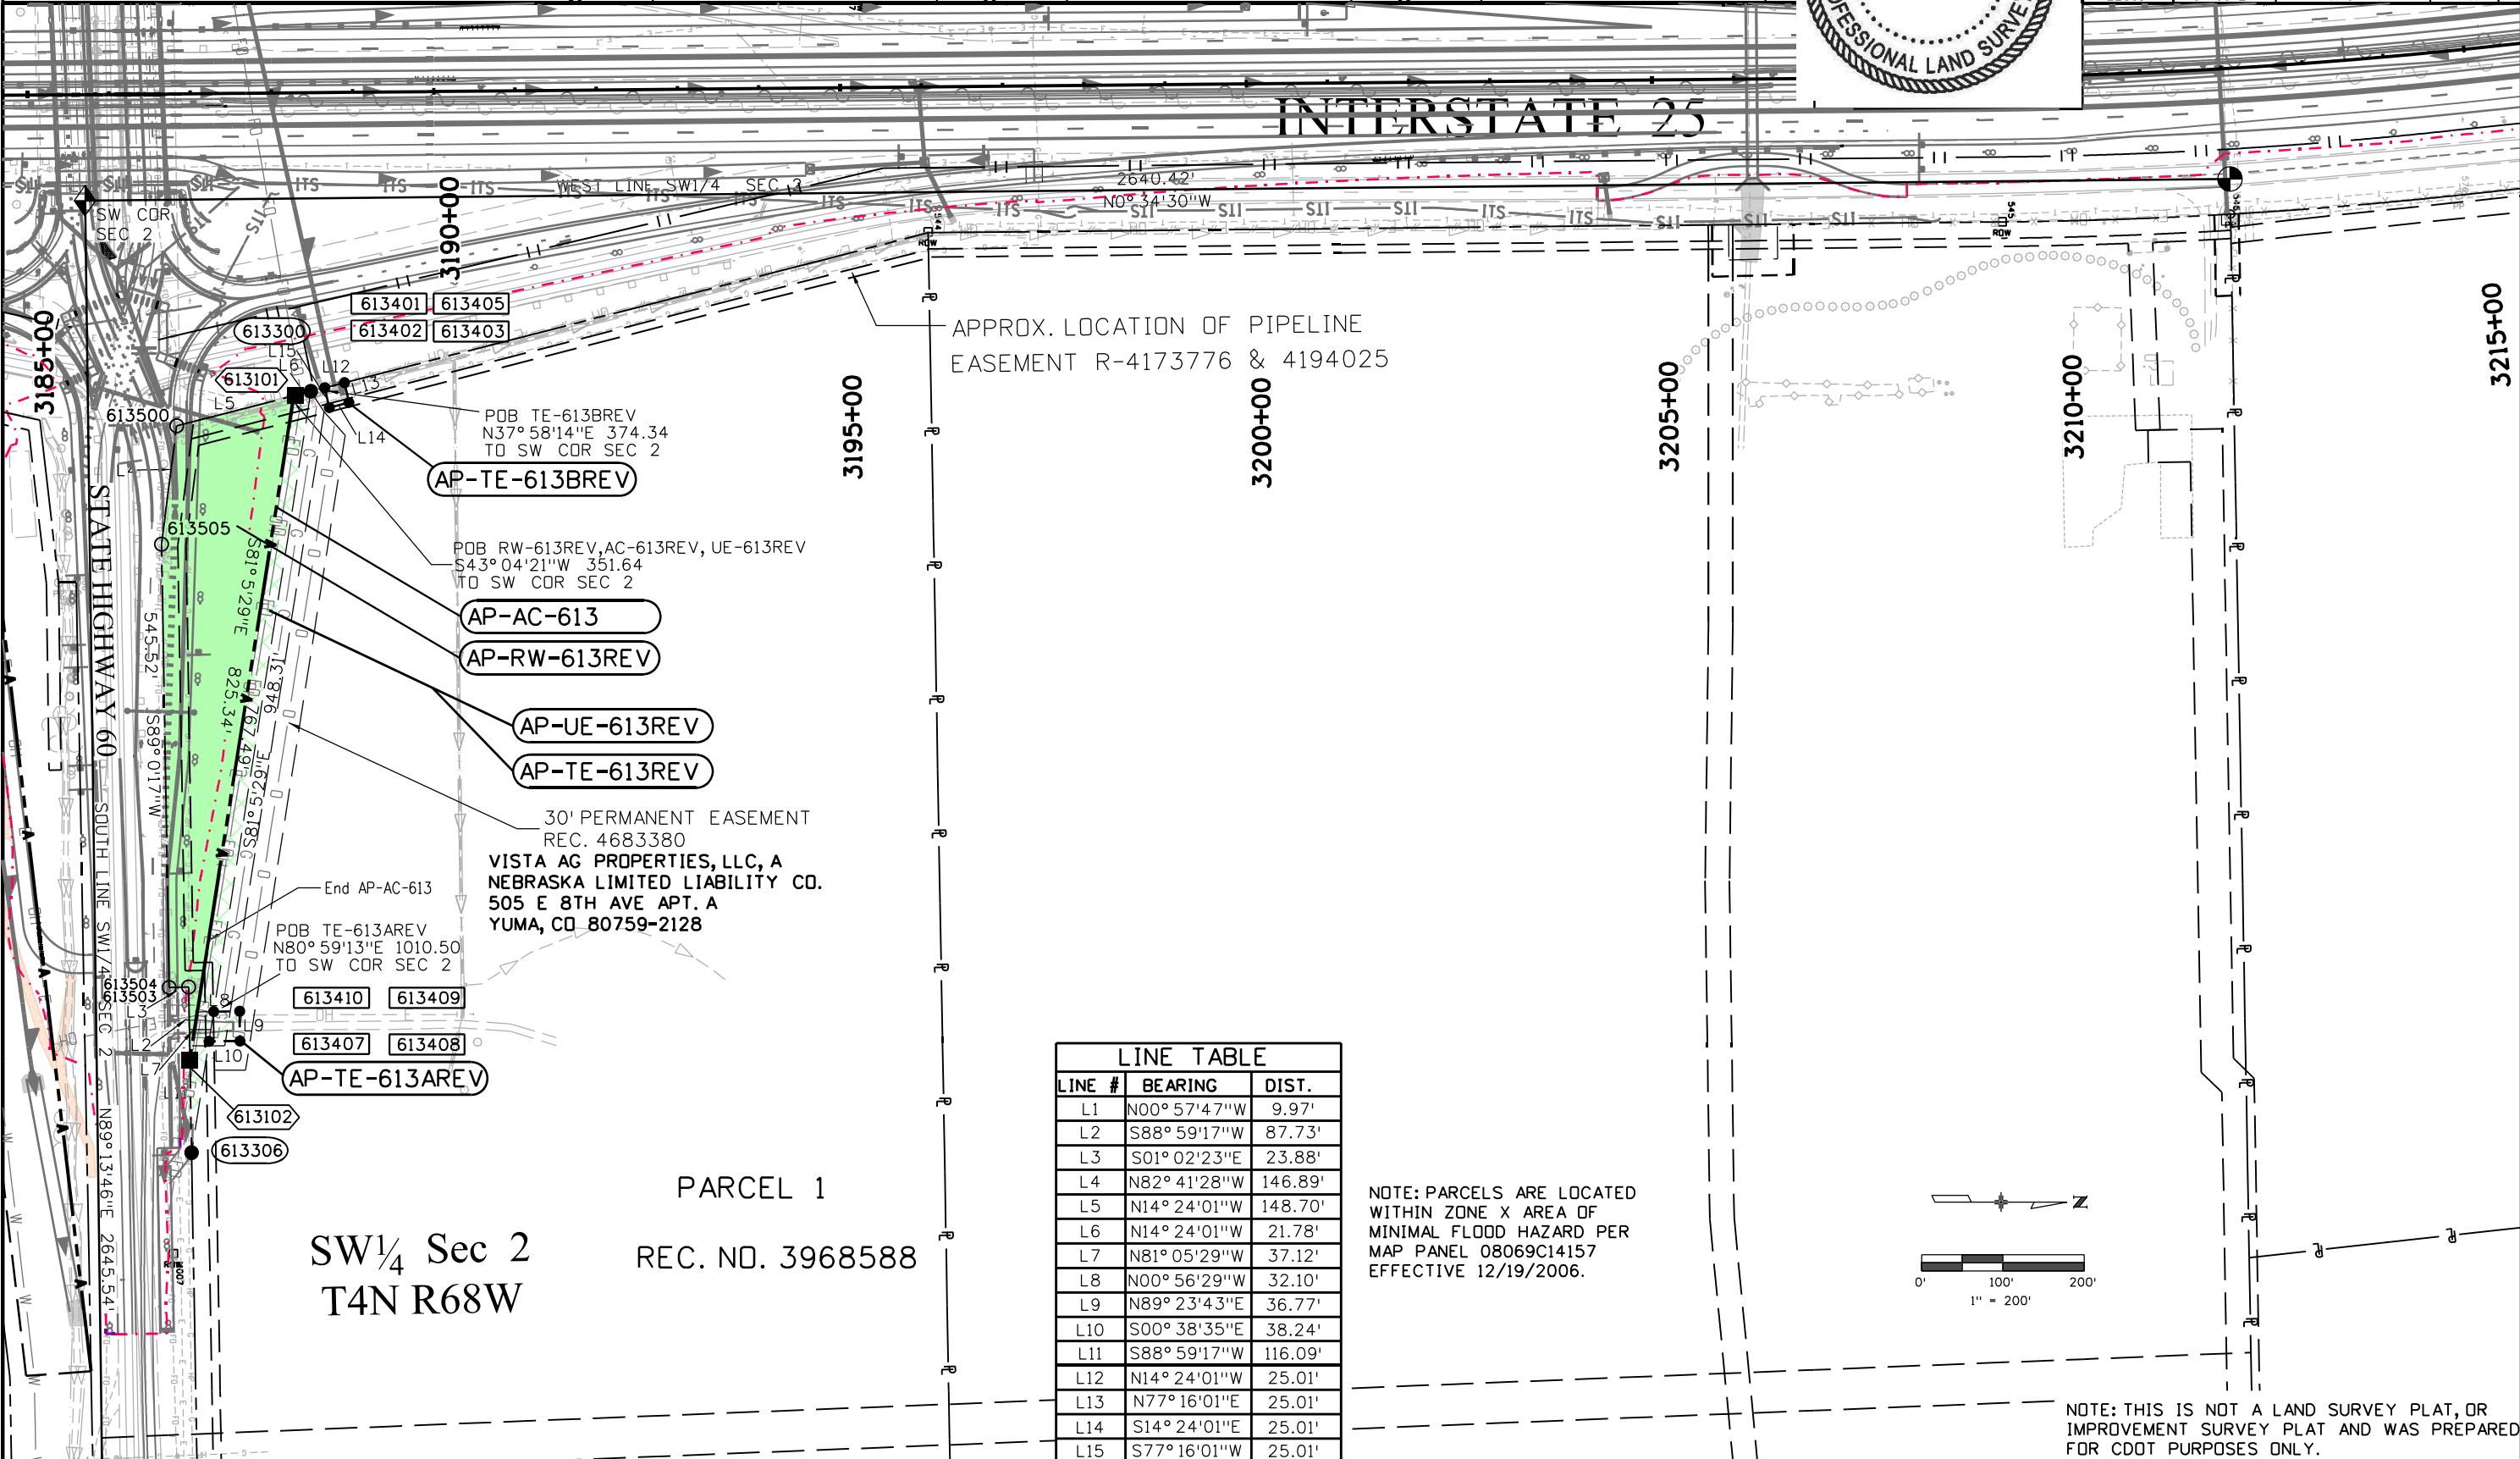 PROFESSIONAL LAND SURVE
INTERSTATE 25
WEST LINE SW1/4 SEC 2
2640.42'
N0°34'30"W
SW COR
SEC 2
3185+00
3190+00
3195+00
3200+00
3205+00
3210+00
3215+00
ROW
ROW
613401
613405
613402
613403
613300
L15
L6
L12
L13
L14
613101
L5
613500
L4
613505
POB TE-613BREV
N37°58'14"E 374.34
TO SW COR SEC 2
AP-TE-613BREV
APPROX. LOCATION OF PIPELINE
EASEMENT R-4173776 & 4194025
POB RW-613REV,AC-613REV, UE-613REV
S43°04'21"W 351.64
TO SW COR SEC 2
AP-AC-613
AP-RW-613REV
AP-UE-613REV
AP-TE-613REV
STATE HIGHWAY 60
545.52'
S89°0'17"W
S81°5'29"E
825.34'
948.31'
797.49'
S81°5'29"E
30' PERMANENT EASEMENT
REC. 4683380
VISTA AG PROPERTIES, LLC, A
NEBRASKA LIMITED LIABILITY CO.
505 E 8TH AVE APT. A
YUMA, CO 80759-2128
End AP-AC-613
POB TE-613AREV
N80°59'13"E 1010.50
TO SW COR SEC 2
613504
613503
L3
L8
L9
L2
L10
L7
613410
613409
613407
613408
AP-TE-613AREV
613102
613306
SOUTH LINE SW1/4 SEC 2
N89°13'46"E 2645.54'
SW¼ Sec 2
T4N R68W
PARCEL 1
REC. NO. 3968588
LINE TABLE
LINE # BEARING DIST.
L1 N00°57'47"W 9.97'
L2 S88°59'17"W 87.73'
L3 S01°02'23"E 23.88'
L4 N82°41'28"W 146.89'
L5 N14°24'01"W 148.70'
L6 N14°24'01"W 21.78'
L7 N81°05'29"W 37.12'
L8 N00°56'29"W 32.10'
L9 N89°23'43"E 36.77'
L10 S00°38'35"E 38.24'
L11 S88°59'17"W 116.09'
L12 N14°24'01"W 25.01'
L13 N77°16'01"E 25.01'
L14 S14°24'01"E 25.01'
L15 S77°16'01"W 25.01'
NOTE: PARCELS ARE LOCATED
WITHIN ZONE X AREA OF
MINIMAL FLOOD HAZARD PER
MAP PANEL 08069C14157
EFFECTIVE 12/19/2006.
N
0' 100' 200'
1" = 200'
NOTE: THIS IS NOT A LAND SURVEY PLAT, OR
IMPROVEMENT SURVEY PLAT AND WAS PREPARED
FOR CDOT PURPOSES ONLY.